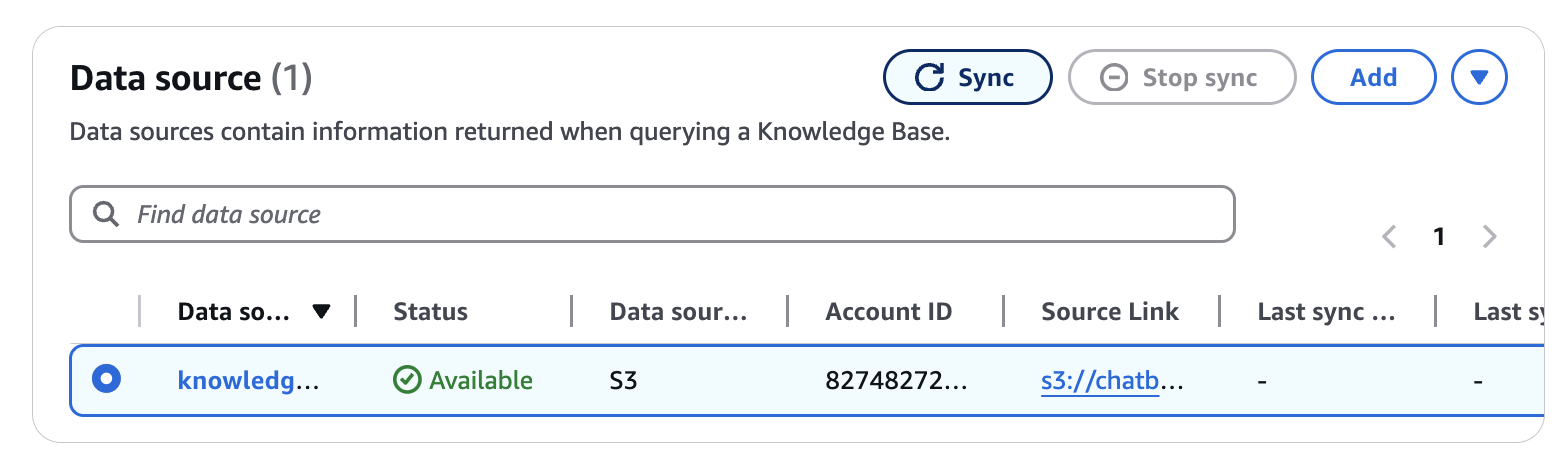 Data source (1) Sync Stop sync Add
Data sources contain information returned when querying a Knowledge Base.
Find data source
1
Data so... Status Data sour... Account ID Source Link Last sync ... Last sy
knowledg... Available S3 82748272... s3://chatb... - -